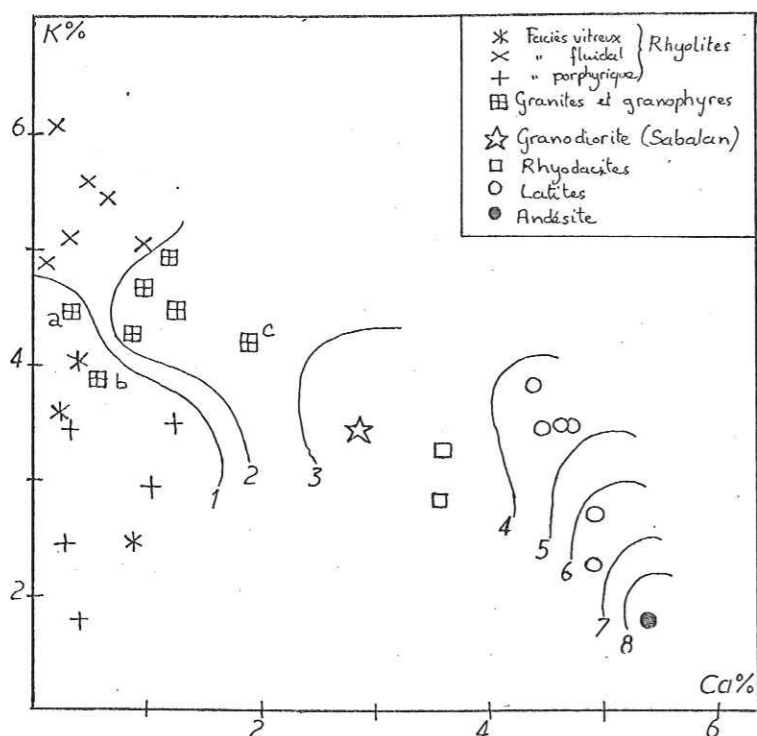 K%
Faciès vitreux
" fluidal
" porphyrique
Rhyolites
Granites et granophyres
Granodiorite (Sabalan)
Rhyodacites
Latites
Andésite
6
4
2
a
b
c
1
2
3
4
5
6
7
8
Ca%
2
4
6